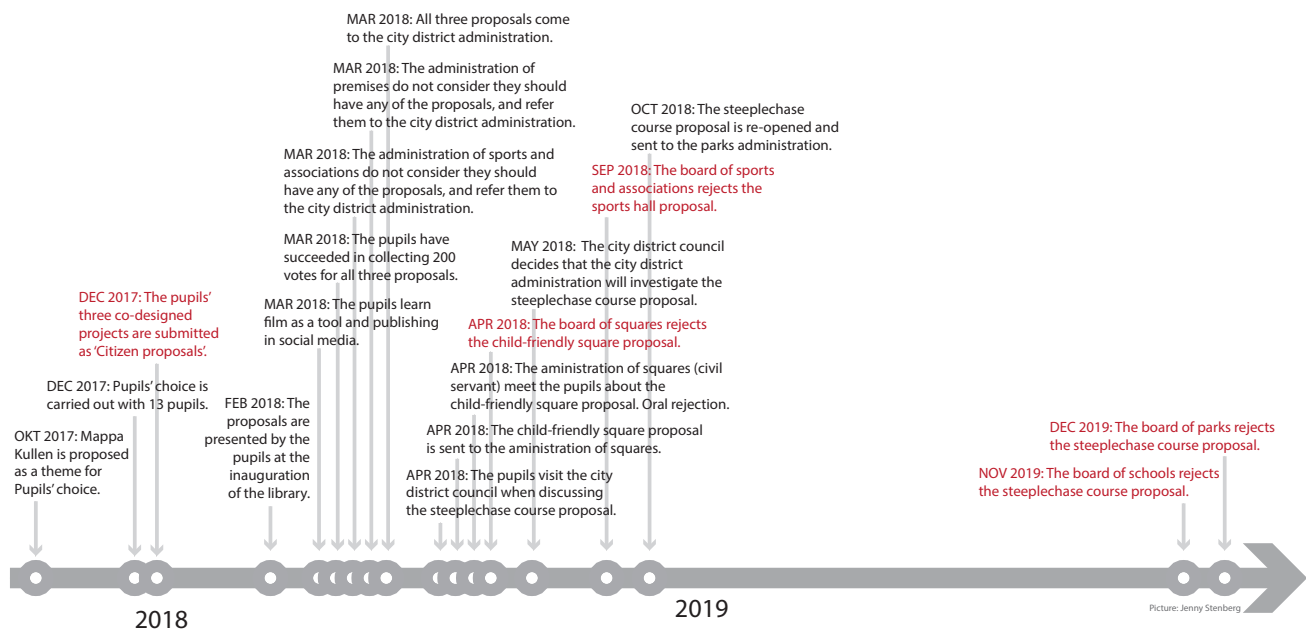 MAR 2018: All three proposals come
to the city district administration.
MAR 2018: The administration of
premises do not consider they should
have any of the proposals, and refer
them to the city district administration.
OCT 2018: The steeplechase
course proposal is re-opened and
sent to the parks administration.
MAR 2018: The administration of sports and
associations do not consider they should
have any of the proposals, and refer them to
the city district administration.
SEP 2018: The board of sports
and associations rejects the
sports hall proposal.
MAR 2018: The pupils have
succeeded in collecting 200
votes for all three proposals.
MAY 2018: The city district council
decides that the city district
administration will investigate the
steeplechase course proposal.
DEC 2017: The pupils'
three co-designed
projects are submitted
as 'Citizen proposals'.
MAR 2018: The pupils learn
film as a tool and publishing
in social media.
APR 2018: The board of squares rejects
the child-friendly square proposal.
APR 2018: The aministration of squares (civil
servant) meet the pupils about the
child-friendly square proposal. Oral rejection.
DEC 2017: Pupils' choice is
carried out with 13 pupils.
FEB 2018: The
proposals are
presented by the
pupils at the
inauguration
of the library.
APR 2018: The child-friendly square proposal
is sent to the aministration of squares.
DEC 2019: The board of parks rejects
the steeplechase course proposal.
OKT 2017: Mappa
Kullen is proposed
as a theme for
Pupils' choice.
APR 2018: The pupils visit the city
district council when discussing
the steeplechase course proposal.
NOV 2019: The board of schools rejects
the steeplechase course proposal.
2018
2019
Picture: Jenny Stenberg